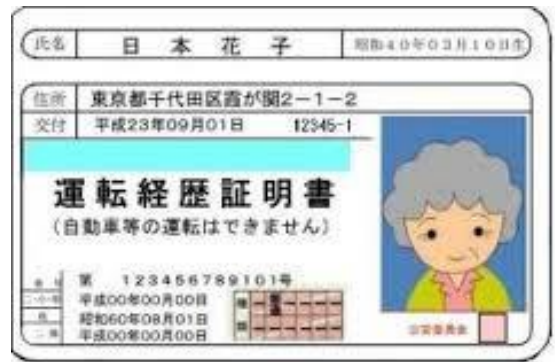 氏名 日本花子 昭和40年03月10日生
住所 東京都千代田区霞が関2-1-2
交付 平成23年09月01日 12345-1
運転経歴証明書
(自動車等の運転はできません)
第 123456789101号
平成00年00月00日
昭和60年08月01日
平成00年00月00日
公安委員会